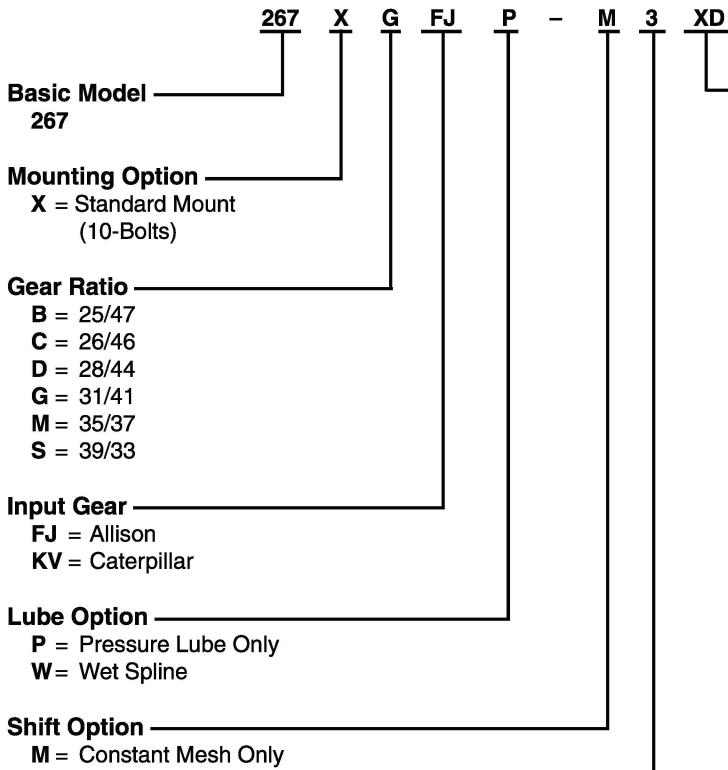 267 X G FJ P – M 3 XD
Basic Model
267
Mounting Option
X = Standard Mount
(10-Bolts)
Gear Ratio
B = 25/47
C = 26/46
D = 28/44
G = 31/41
M = 35/37
S = 39/33
Input Gear
FJ = Allison
KV = Caterpillar
Lube Option
P = Pressure Lube Only
W = Wet Spline
Shift Option
M = Constant Mesh Only